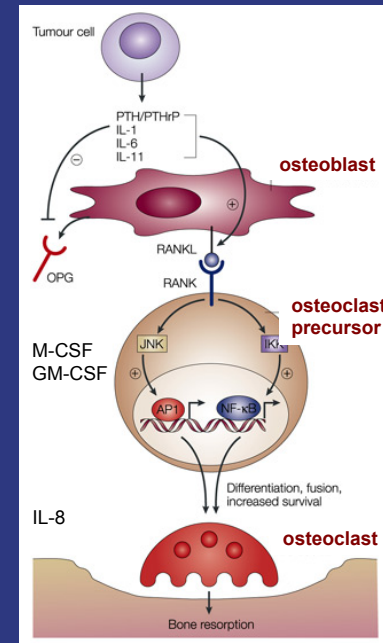 Tumour cell
PTH/PTHrP
IL-1
IL-6
IL-11
osteoblast
RANKL
OPG
RANK
osteoclast
precursor
JNK
IKK
M-CSF
GM-CSF
AP1
NF-κB
Differentiation, fusion,
increased survival
IL-8
osteoclast
Bone resorption